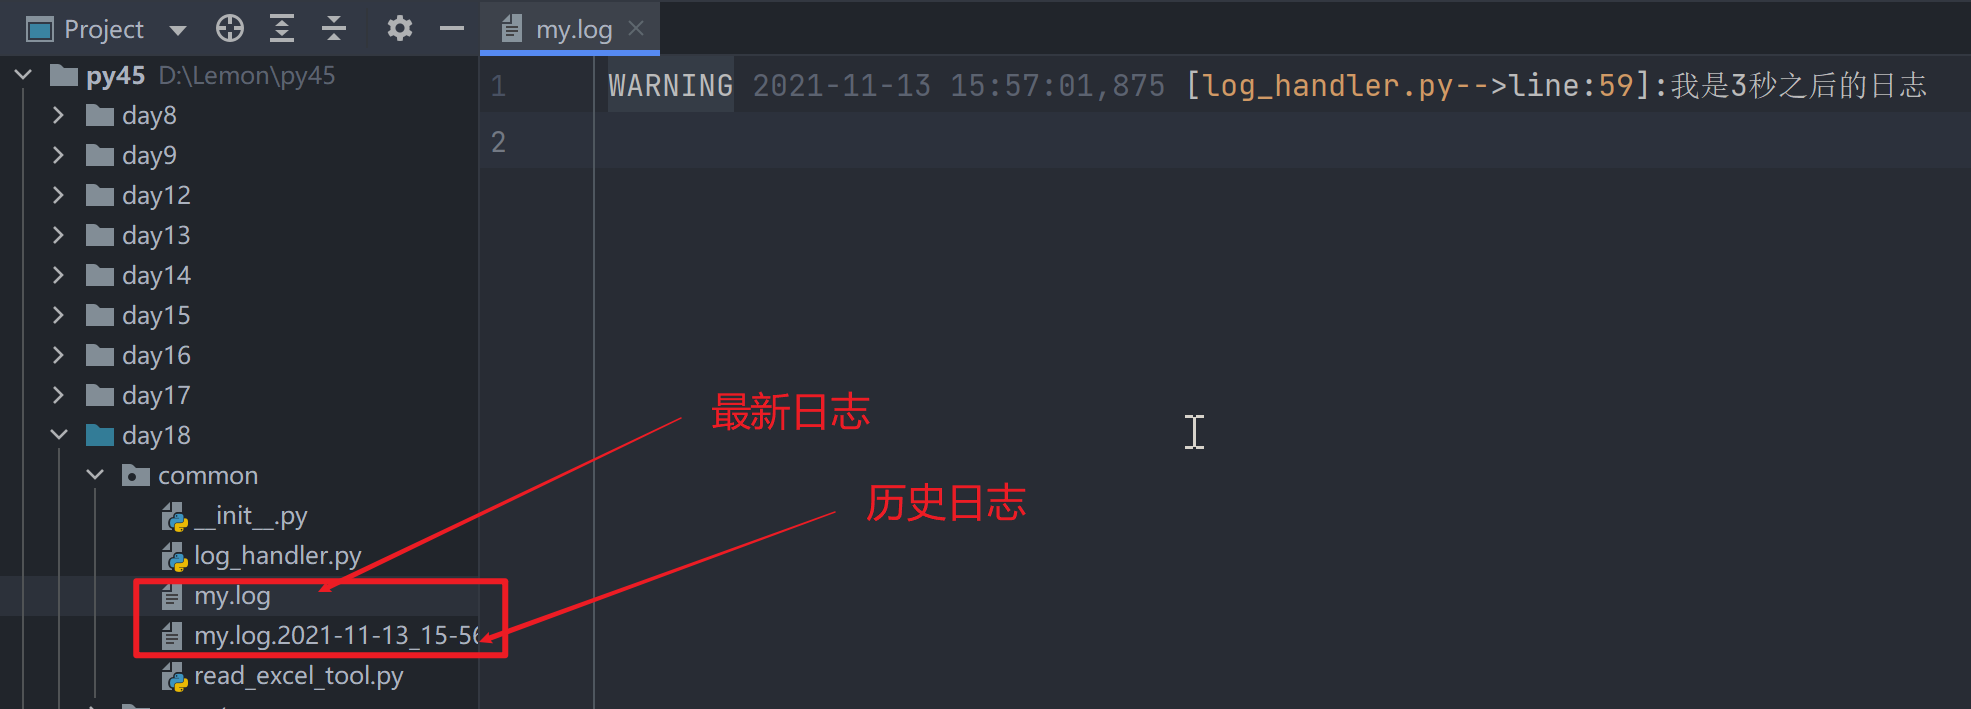 Project
my.log
py45 D:\Lemon\py45
day8
day9
day12
day13
day14
day15
day16
day17
day18
common
__init__.py
log_handler.py
my.log
my.log.2021-11-13_15-56
read_excel_tool.py
1 WARNING 2021-11-13 15:57:01,875 [log_handler.py-->line:59]:我是3秒之后的日志
2
最新日志
历史日志